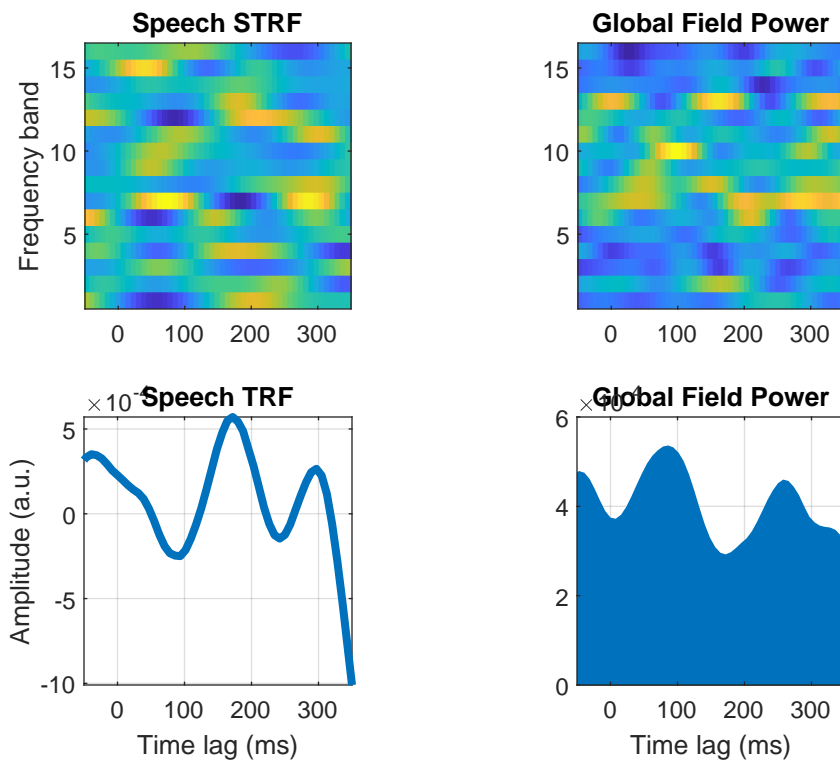 Speech STRF
Global Field Power
Frequency band
15
10
5
0 100 200 300
15
10
5
0 100 200 300
Speech TRF
× 10^-4
Amplitude (a.u.)
5
0
-5
-10
0 100 200 300
Time lag (ms)
Global Field Power
6
4
2
0
0 100 200 300
Time lag (ms)